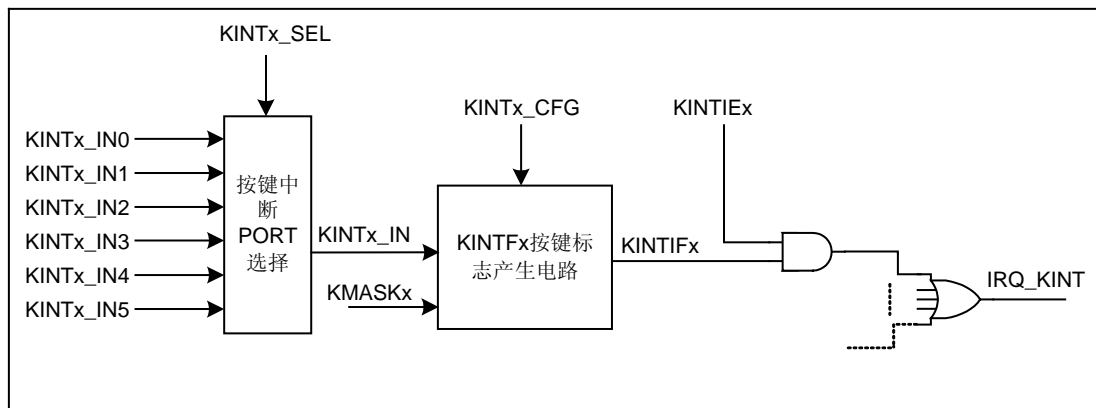 KINTx_SEL
KINTx_CFG
KINTIEx
KINTx_IN0
KINTx_IN1
KINTx_IN2
KINTx_IN3
KINTx_IN4
KINTx_IN5
按键中
断
PORT
选择
KINTx_IN
KMASKx
KINTFx按键标
志产生电路
KINTIFx
IRQ_KINT